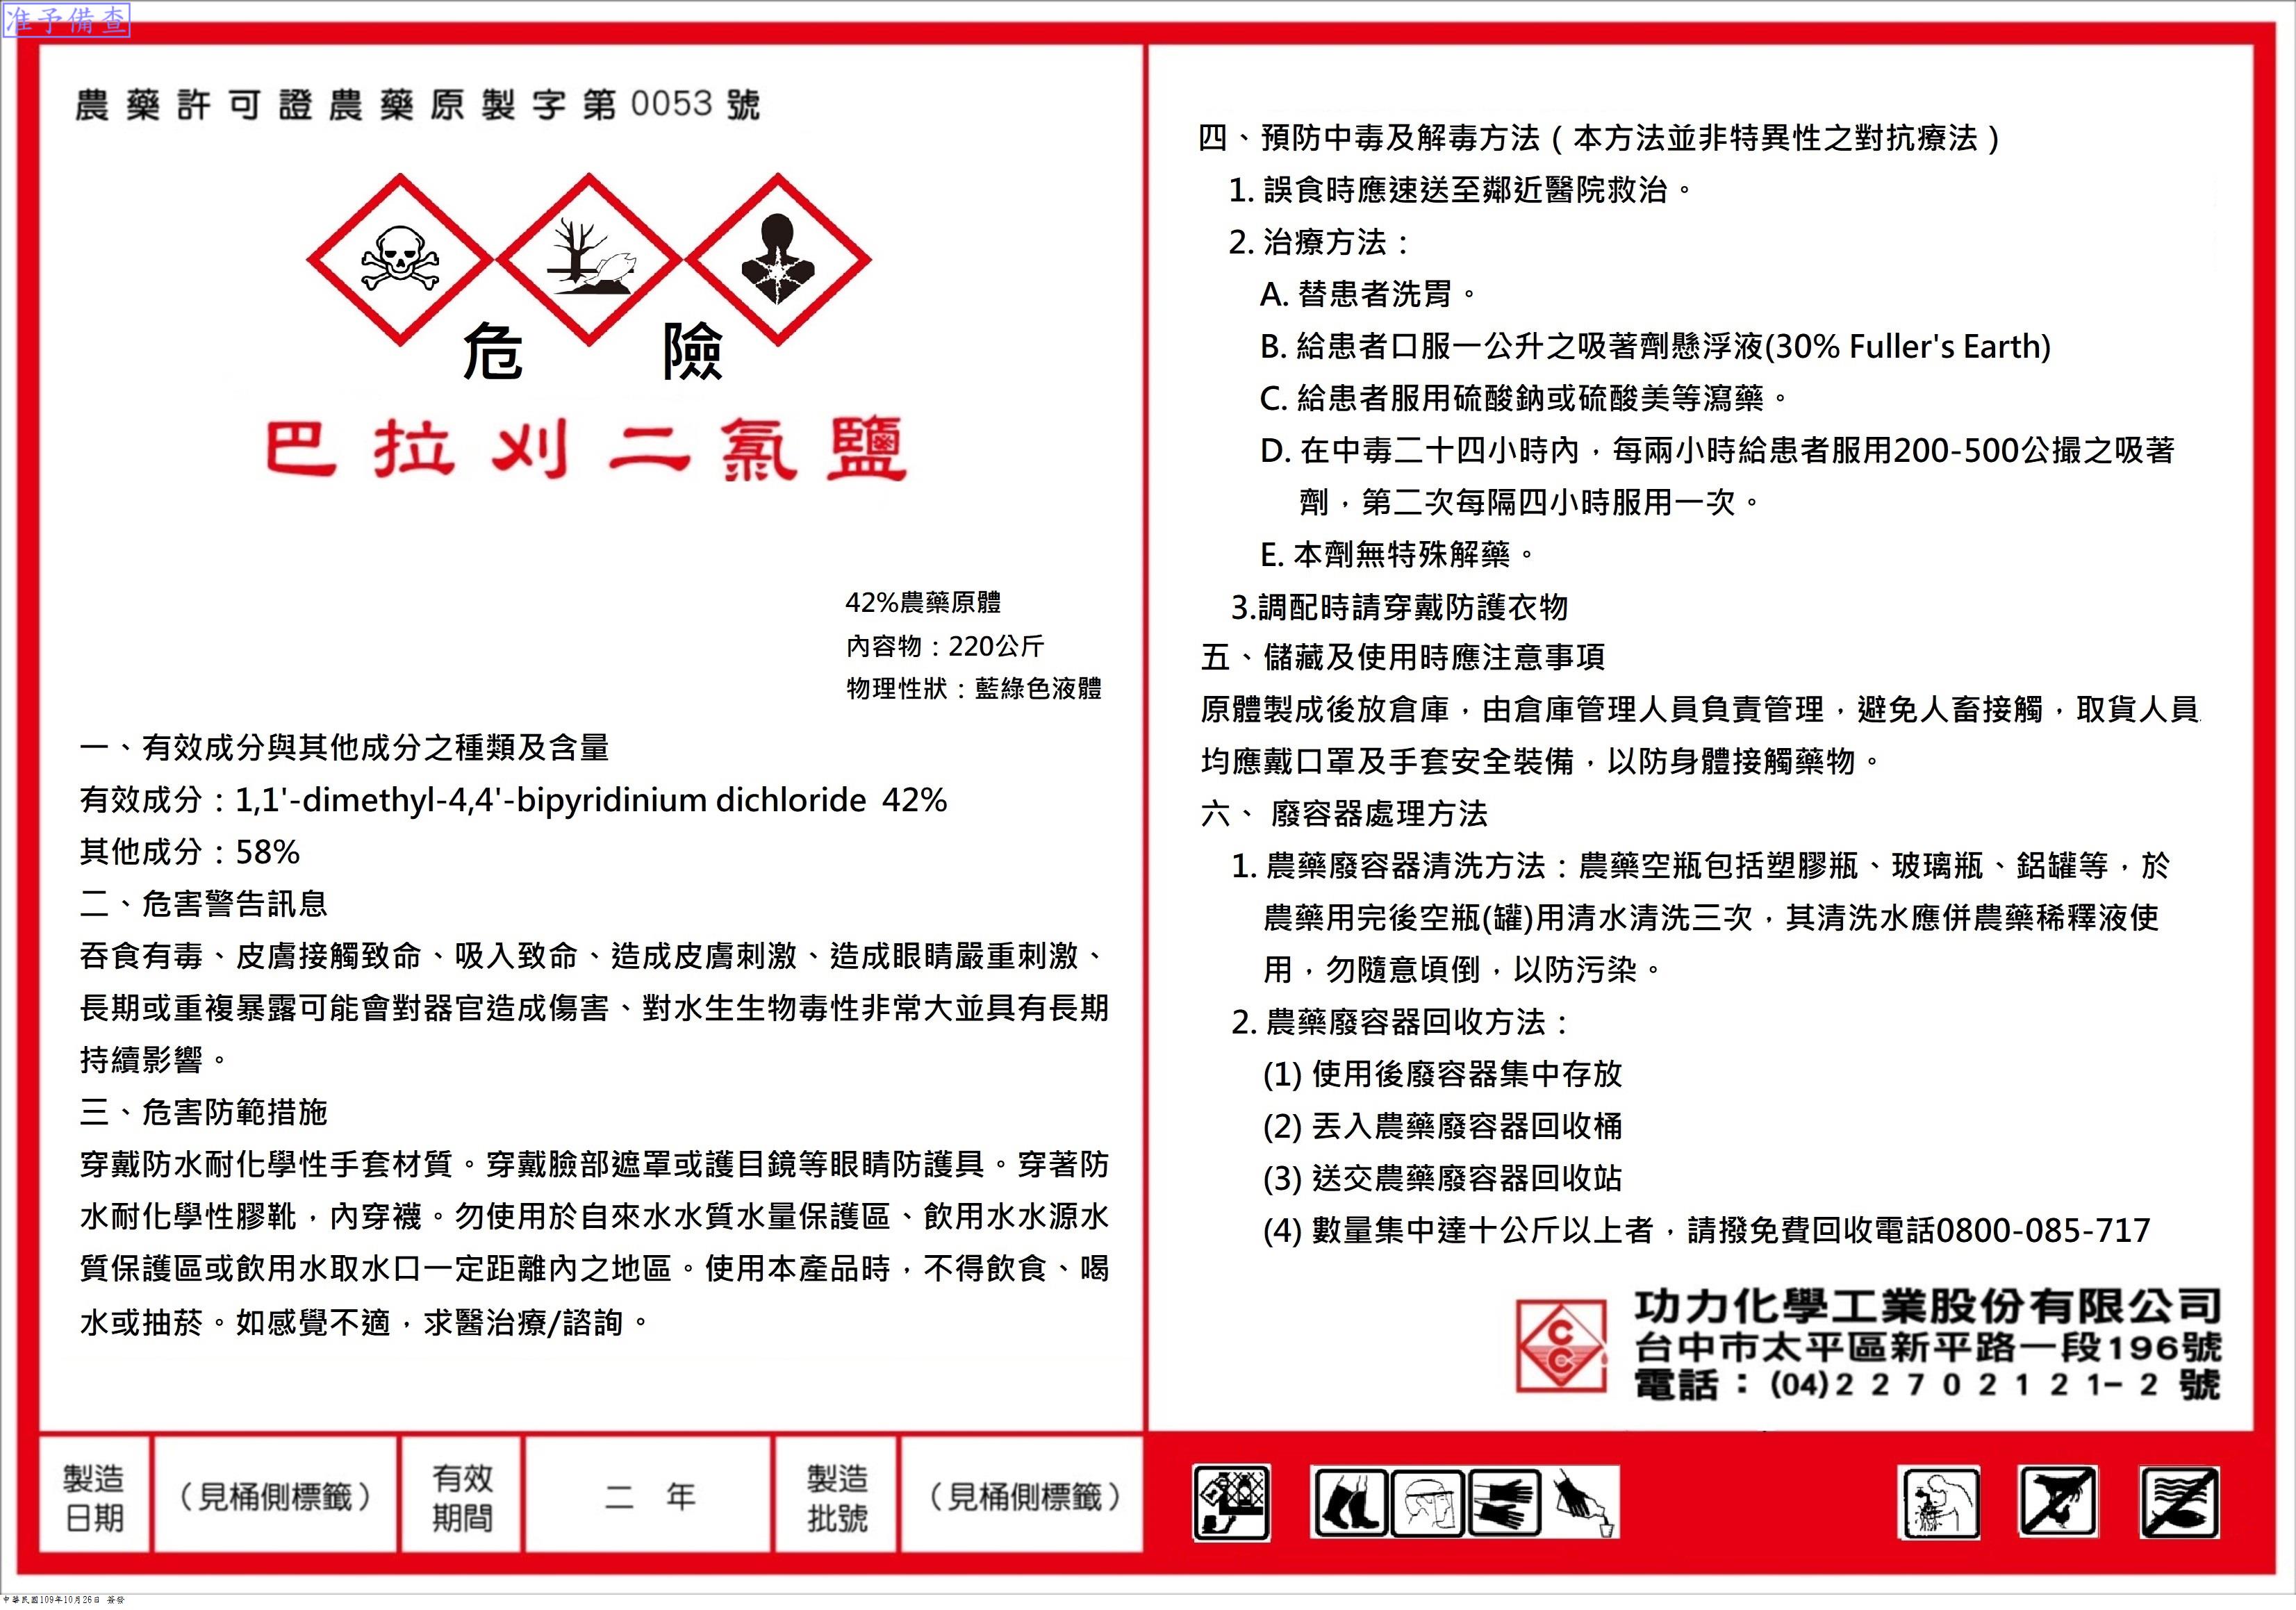 准予備查
農藥許可證農藥原製字第0053號
危 險
巴拉刈二氯鹽
42%農藥原體
內容物：220公斤
物理性狀：藍綠色液體
一、有效成分與其他成分之種類及含量
有效成分：1,1'-dimethyl-4,4'-bipyridinium dichloride 42%
其他成分：58%
二、危害警告訊息
吞食有毒、皮膚接觸致命、吸入致命、造成皮膚刺激、造成眼睛嚴重刺激、
長期或重複暴露可能會對器官造成傷害、對水生生物毒性非常大並具有長期
持續影響。
三、危害防範措施
穿戴防水耐化學性手套材質。穿戴臉部遮罩或護目鏡等眼睛防護具。穿著防
水耐化學性膠靴，內穿襪。勿使用於自來水水質水量保護區、飲用水水源水
質保護區或飲用水取水口一定距離內之地區。使用本產品時，不得飲食、喝
水或抽菸。如感覺不適，求醫治療/諮詢。
製造日期
（見桶側標籤）
有效期間
二 年
製造批號
（見桶側標籤）
四、預防中毒及解毒方法（本方法並非特異性之對抗療法）
1. 誤食時應速送至鄰近醫院救治。
2. 治療方法：
A. 替患者洗胃。
B. 給患者口服一公升之吸著劑懸浮液(30% Fuller's Earth)
C. 給患者服用硫酸鈉或硫酸美等瀉藥。
D. 在中毒二十四小時內，每兩小時給患者服用200-500公撮之吸著
劑，第二次每隔四小時服用一次。
E. 本劑無特殊解藥。
3.調配時請穿戴防護衣物
五、儲藏及使用時應注意事項
原體製成後放倉庫，由倉庫管理人員負責管理，避免人畜接觸，取貨人員
均應戴口罩及手套安全裝備，以防身體接觸藥物。
六、 廢容器處理方法
1. 農藥廢容器清洗方法：農藥空瓶包括塑膠瓶、玻璃瓶、鋁罐等，於
農藥用完後空瓶(罐)用清水清洗三次，其清洗水應併農藥稀釋液使
用，勿隨意頃倒，以防污染。
2. 農藥廢容器回收方法：
(1) 使用後廢容器集中存放
(2) 丟入農藥廢容器回收桶
(3) 送交農藥廢容器回收站
(4) 數量集中達十公斤以上者，請撥免費回收電話0800-085-717
C
C
功力化學工業股份有限公司
台中市太平區新平路一段196號
電話：(04)22702121-2號
中華民國109年10月26日 簽發